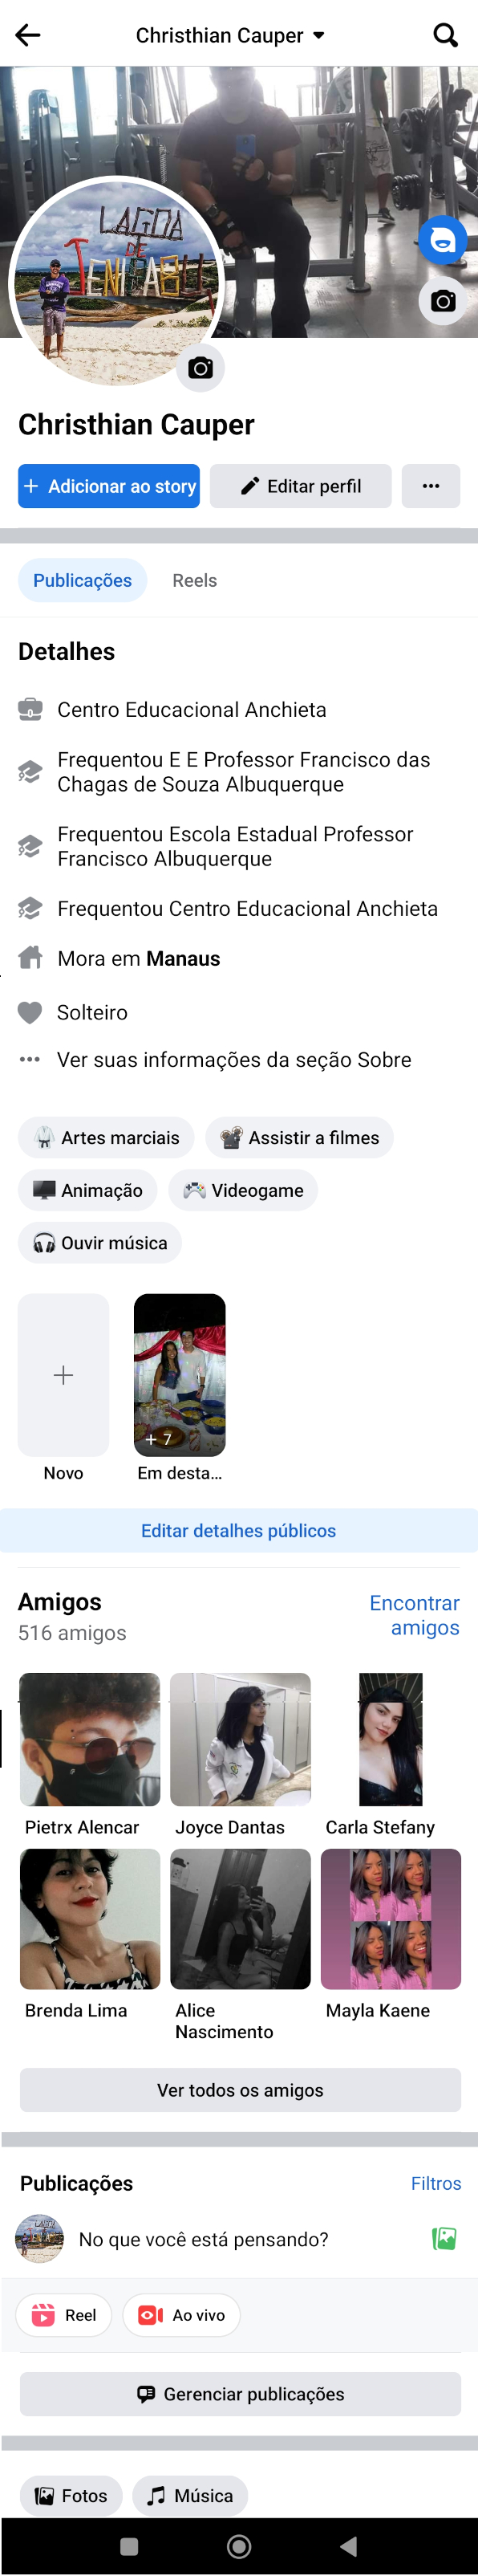 Christhian Cauper
LAGOA
DE
Christhian Cauper
+ Adicionar ao story
Editar perfil
Publicações
Reels
Detalhes
Centro Educacional Anchieta
Frequentou E E Professor Francisco das
Chagas de Souza Albuquerque
Frequentou Escola Estadual Professor
Francisco Albuquerque
Frequentou Centro Educacional Anchieta
Mora em Manaus
Solteiro
Ver suas informações da seção Sobre
Artes marciais
Assistir a filmes
Animação
Videogame
Ouvir música
+ 7
Novo
Em desta...
Editar detalhes públicos
Amigos
Encontrar
amigos
516 amigos
Pietrx Alencar
Joyce Dantas
Carla Stefany
Brenda Lima
Alice
Nascimento
Mayla Kaene
Ver todos os amigos
Publicações
Filtros
No que você está pensando?
Reel
Ao vivo
Gerenciar publicações
Fotos
Música